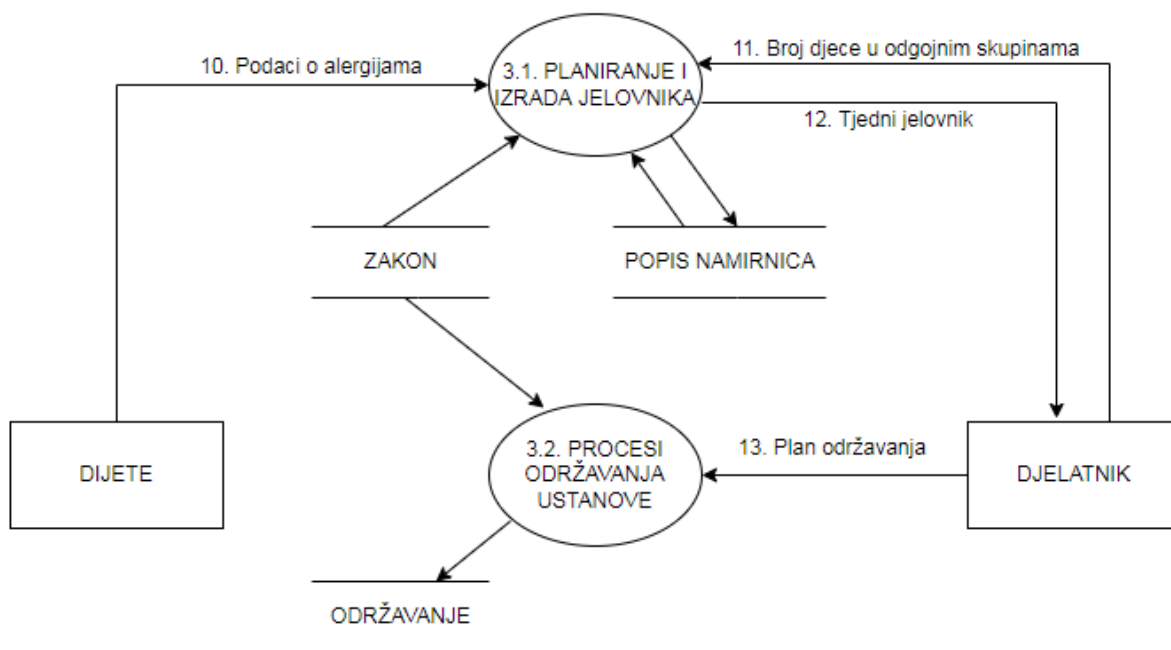 11. Broj djece u odgojnim skupinama
10. Podaci o alergijama
3.1. PLANIRANJE I
IZRADA JELOVNIKA
12. Tjedni jelovnik
ZAKON
POPIS NAMIRNICA
DIJETE
3.2. PROCESI
ODRŽAVANJA
USTANOVE
13. Plan održavanja
DJELATNIK
ODRŽAVANJE